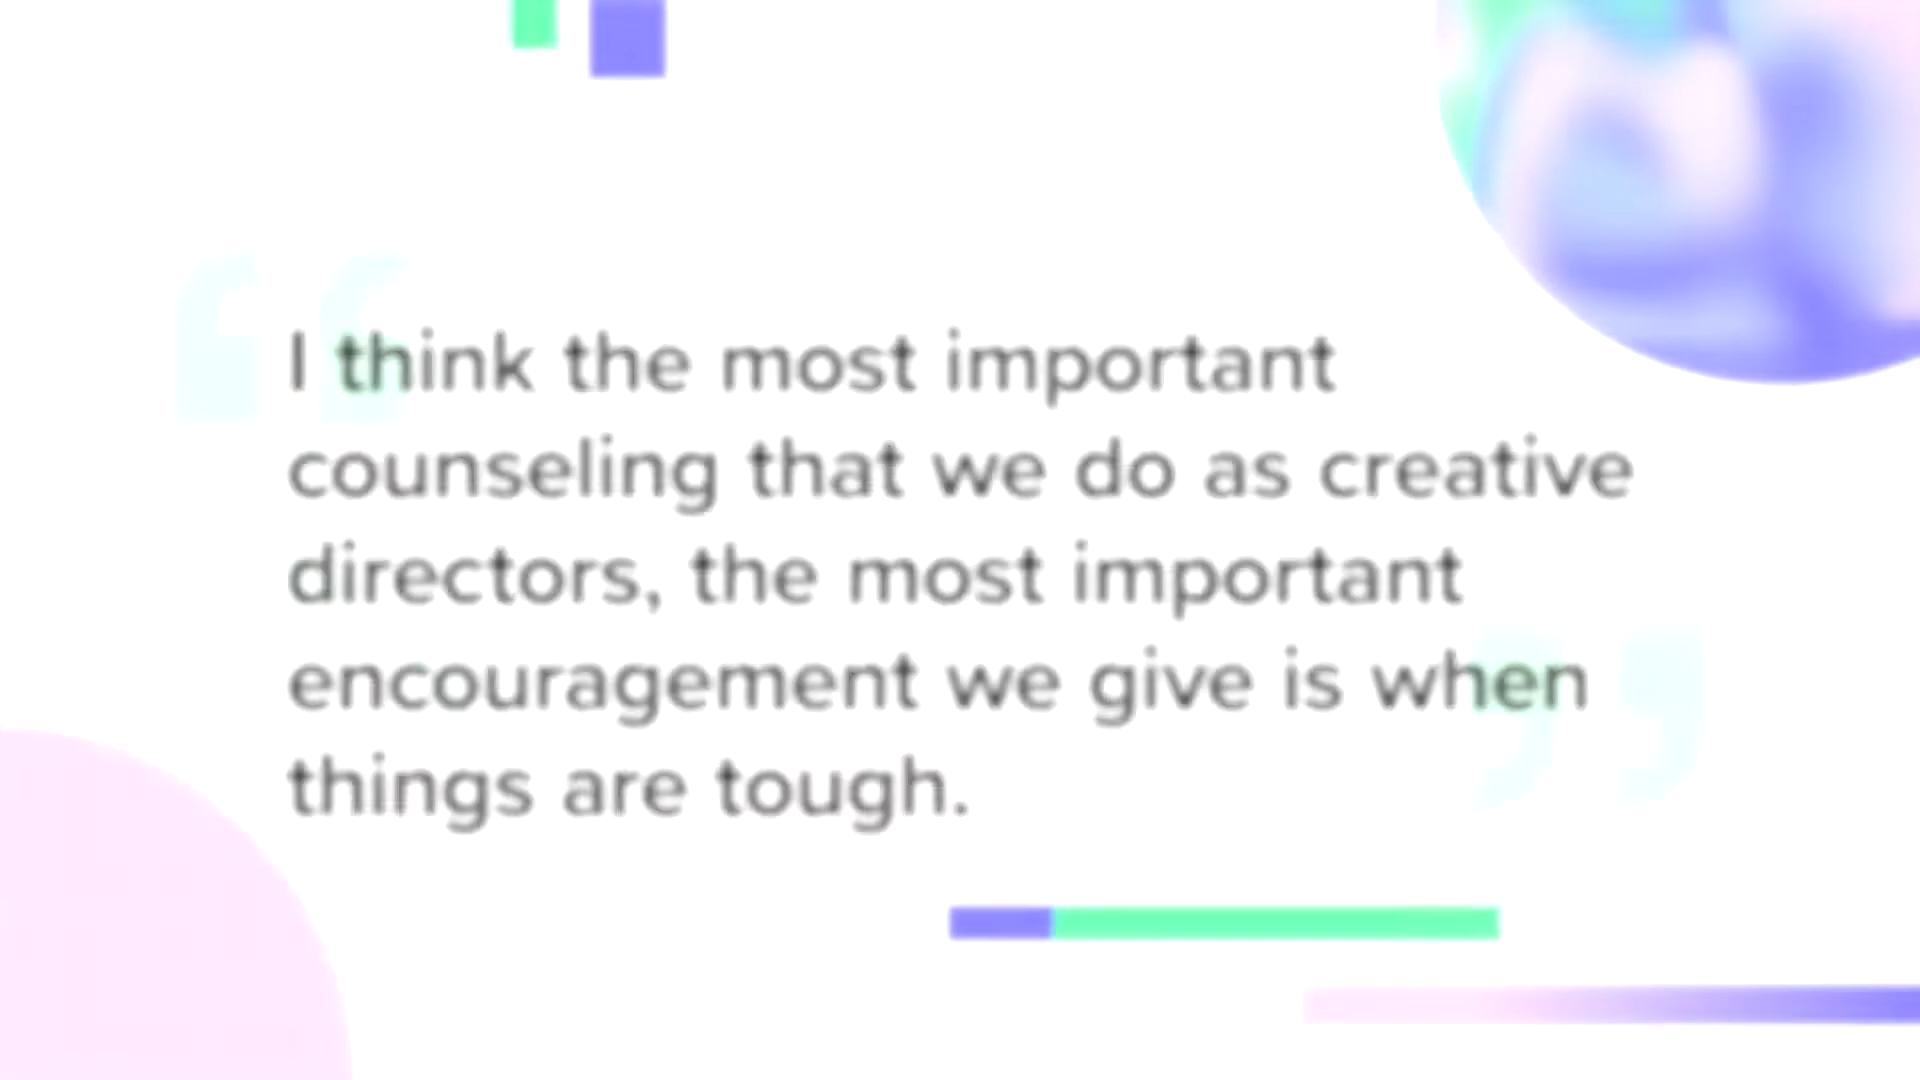 I think the most important
counseling that we do as creative
directors, the most important
encouragement we give is when
things are tough.